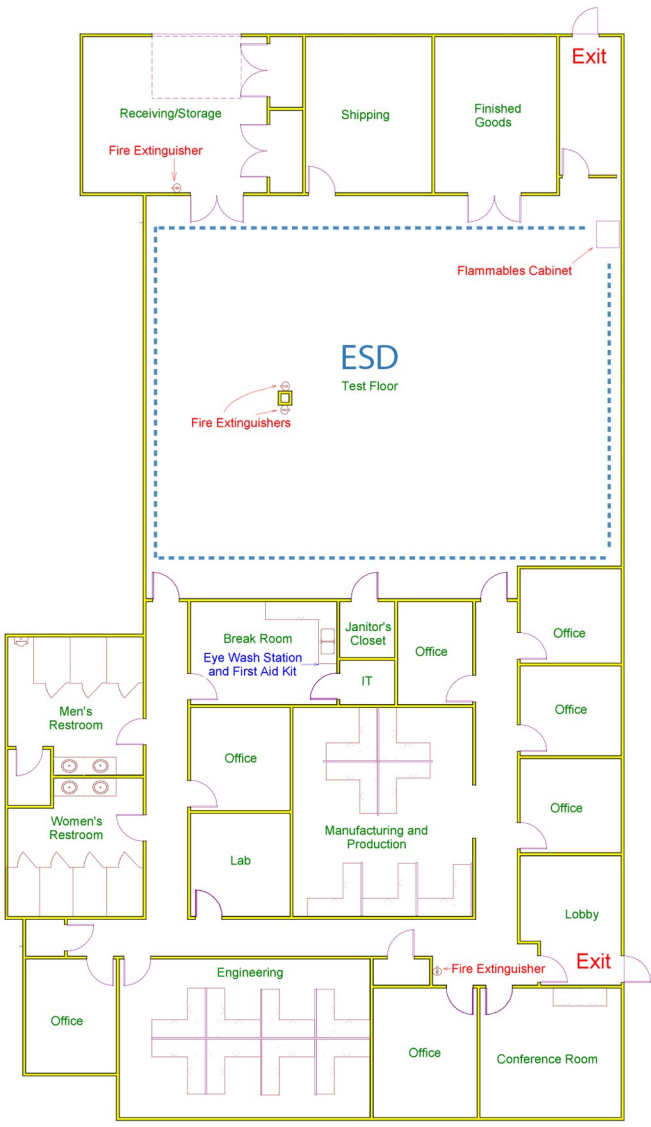 Exit
Receiving/Storage
Shipping
Finished
Goods
Fire Extinguisher
Flammables Cabinet
ESD
Test Floor
Fire Extinguishers
Break Room
Eye Wash Station
and First Aid Kit
Janitor's
Closet
Office
Office
IT
Men's
Restroom
Office
Office
Women's
Restroom
Manufacturing and
Production
Office
Lab
Lobby
Engineering
Fire Extinguisher
Exit
Office
Office
Conference Room